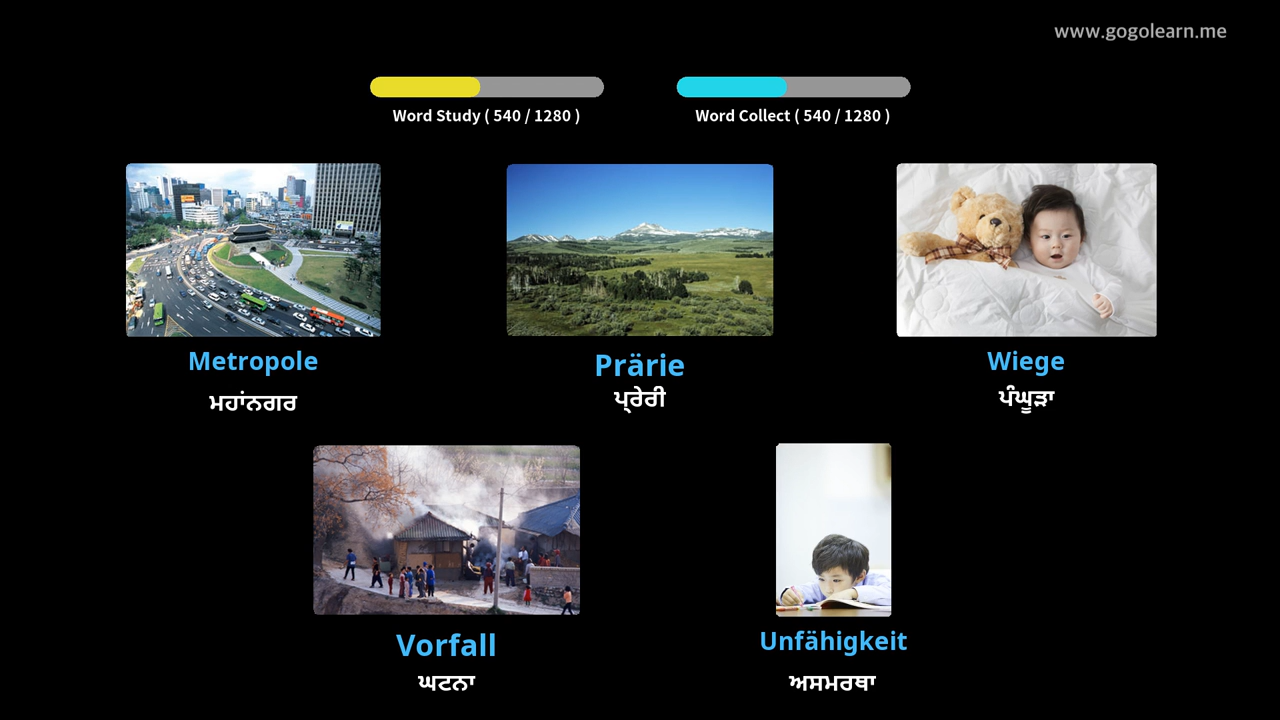 www.gogolearn.me
Word Study ( 540 / 1280 )
Word Collect ( 540 / 1280 )
Metropole
Prärie
Wiege
ਮਹਾਂਨਗਰ
ਪ੍ਰੇਰੀ
ਪੰਘੂੜਾ
Vorfall
Unfähigkeit
ਘਟਨਾ
ਅਸਮਰਥਾ